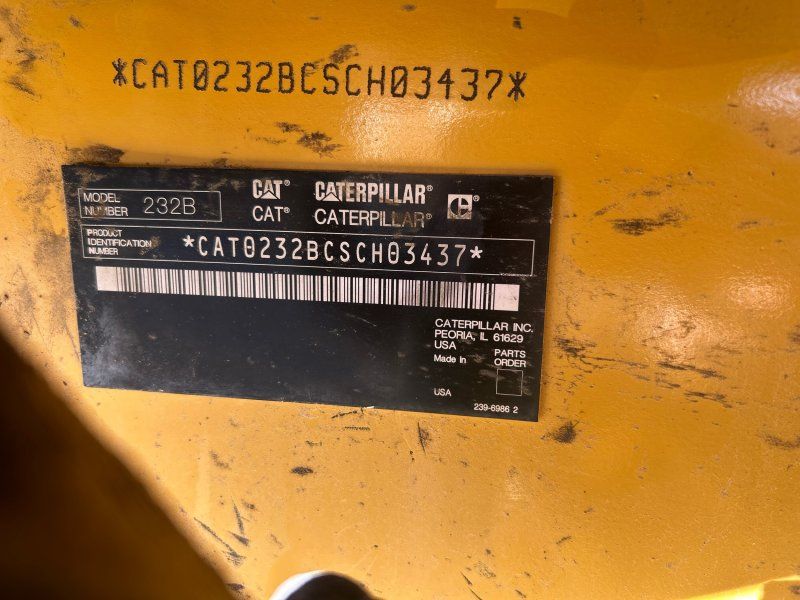 *CAT0232BCSCH03437*
MODEL NUMBER 232B
CAT® CATERPILLAR®
CAT® CATERPILLAR®
PRODUCT IDENTIFICATION NUMBER
*CAT0232BCSCH03437*
CATERPILLAR INC.
PEORIA, IL 61629
USA
Made in
PARTS ORDER
USA
239-6986 2